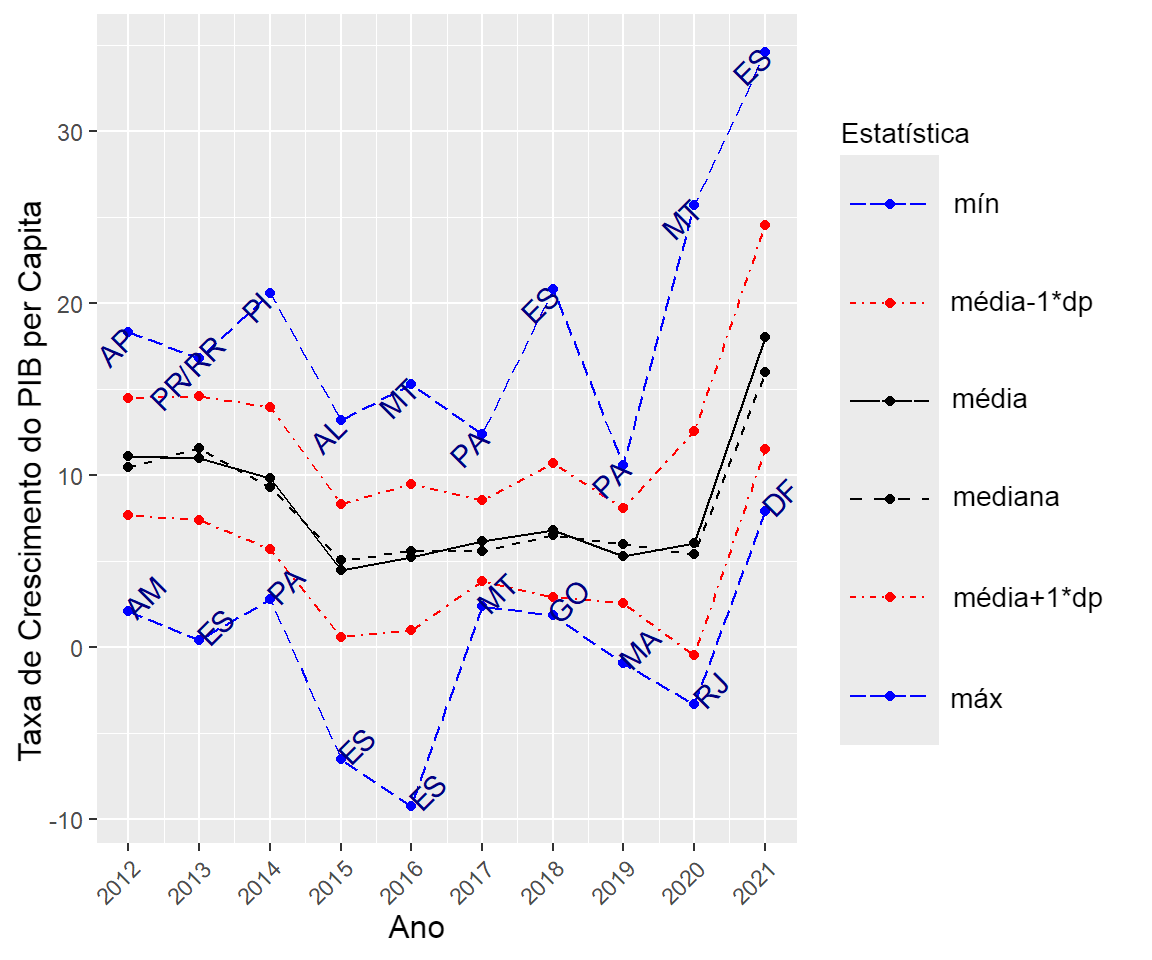 Taxa de Crescimento do PIB per Capita
30
20
10
0
-10
AP
PR/RR
PI
AL
MT
PA
ES
PA
MT
ES
AM
ES
PA
ES
ES
MT
GO
MA
RJ
DF
2012
2013
2014
2015
2016
2017
2018
2019
2020
2021
Ano
Estatística
mín
média-1*dp
média
mediana
média+1*dp
máx